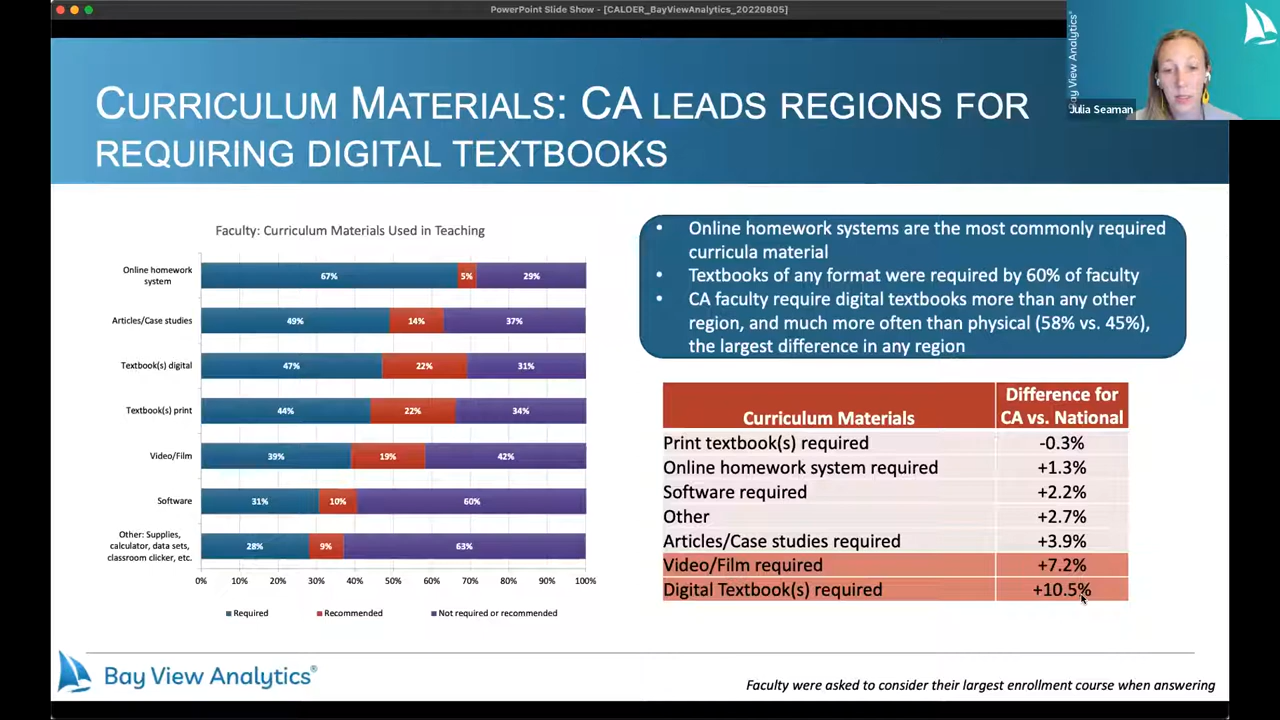 PowerPoint Slide Show - [CALDER_BayViewAnalytics_20220805]
Bay View Analytics®
Julia Seaman
CURRICULUM MATERIALS: CA LEADS REGIONS FOR
REQUIRING DIGITAL TEXTBOOKS
Faculty: Curriculum Materials Used in Teaching
Online homework
system
67%
5%
29%
Articles/Case studies
49%
14%
37%
Textbook(s) digital
47%
22%
31%
Textbook(s) print
44%
22%
34%
Video/Film
39%
19%
42%
Software
31%
10%
60%
Other: Supplies,
calculator, data sets,
classroom clicker, etc.
28%
9%
63%
0% 10% 20% 30% 40% 50% 60% 70% 80% 90% 100%
Required Recommended Not required or recommended
• Online homework systems are the most commonly required
curricula material
• Textbooks of any format were required by 60% of faculty
• CA faculty require digital textbooks more than any other
region, and much more often than physical (58% vs. 45%),
the largest difference in any region
Curriculum Materials
Difference for
CA vs. National
Print textbook(s) required -0.3%
Online homework system required +1.3%
Software required +2.2%
Other +2.7%
Articles/Case studies required +3.9%
Video/Film required +7.2%
Digital Textbook(s) required +10.5%
Bay View Analytics®
Faculty were asked to consider their largest enrollment course when answering